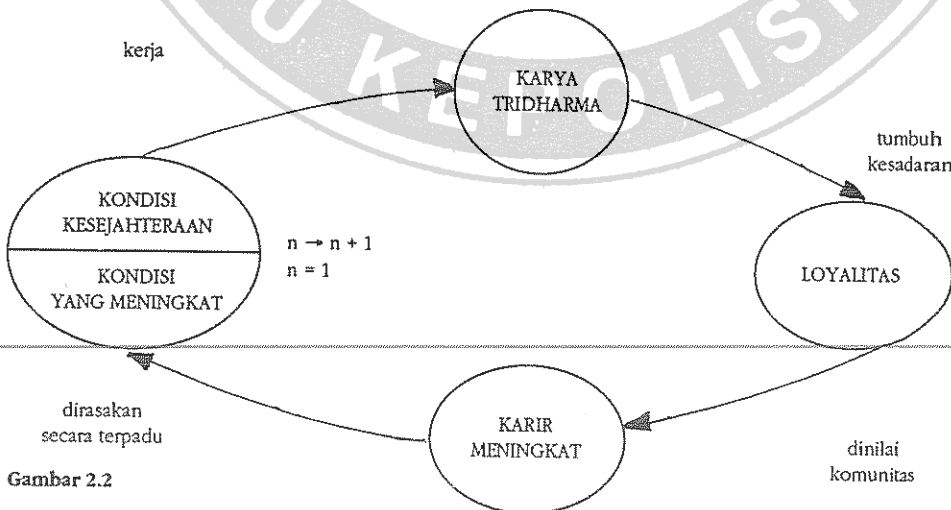 U KEPOLISI
kerja
KARYA
TRIDHARMA
tumbuh
kesadaran
KONDISI
KESEJAHTERAAN
KONDISI
YANG MENINGKAT
n → n + 1
n = 1
LOYALITAS
dirasakan
secara terpadu
KARIR
MENINGKAT
dinilai
komunitas
Gambar 2.2